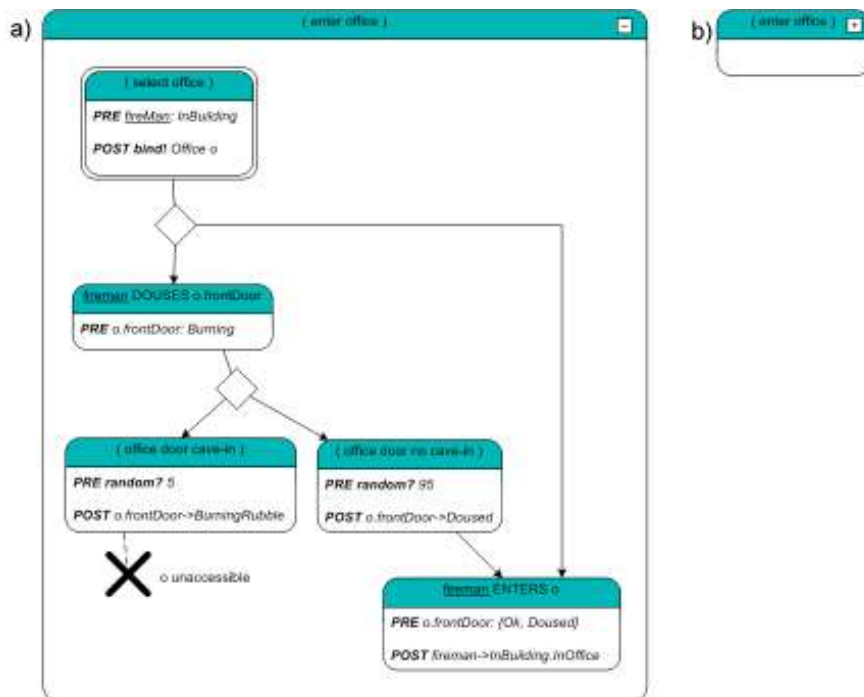 a)
( enter office )
−
b)
( enter office )
+
( select office )
PRE fireMan: InBuilding
POST bind! Office o
fireman DOUSES o.frontDoor
PRE o.frontDoor: Burning
( office door cave-in )
PRE random? 5
POST o.frontDoor->BurningRubble
( office door no cave-in )
PRE random? 95
POST o.frontDoor->Doused
o unaccessible
fireman ENTERS o
PRE o.frontDoor: {Ok, Doused}
POST fireman->InBuilding.InOffice